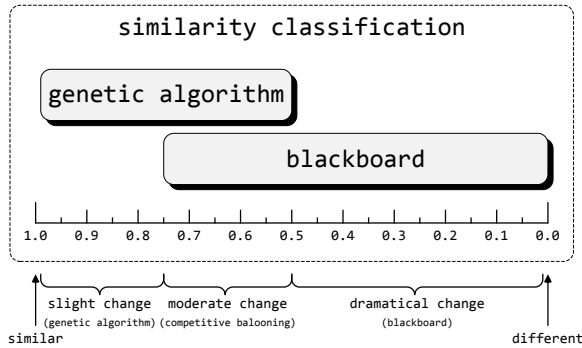 similarity classification
genetic algorithm
blackboard
1.0 0.9 0.8 0.7 0.6 0.5 0.4 0.3 0.2 0.1 0.0
slight change moderate change dramatical change
(genetic algorithm) (competitive balooning) (blackboard)
similar different